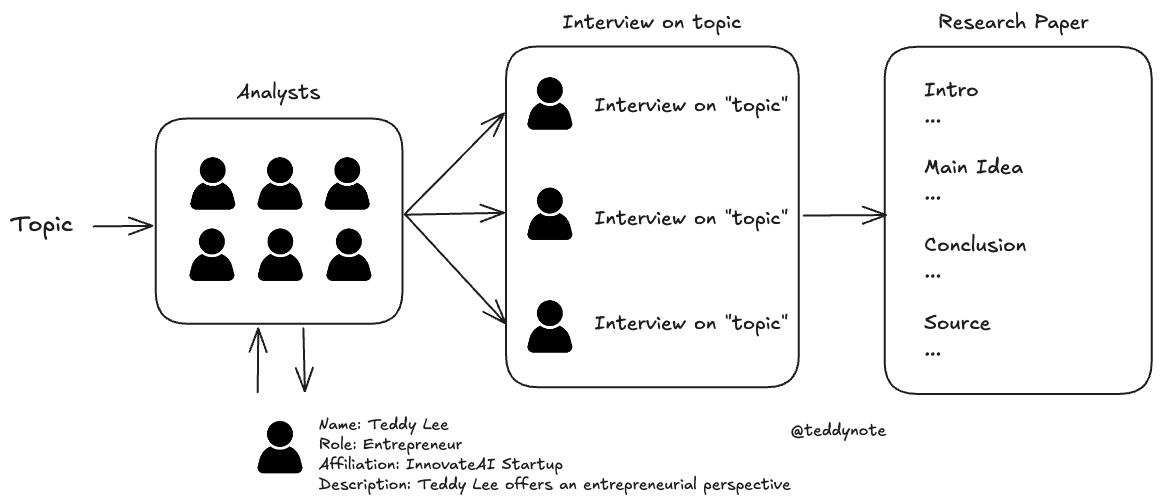 Interview on topic
Research Paper
Analysts
Topic
Interview on "topic"
Interview on "topic"
Interview on "topic"
Intro
...
Main Idea
...
Conclusion
...
Source
...
Name: Teddy Lee
Role: Entrepreneur
Affiliation: InnovateAI Startup
Description: Teddy Lee offers an entrepreneurial perspective
@teddynote